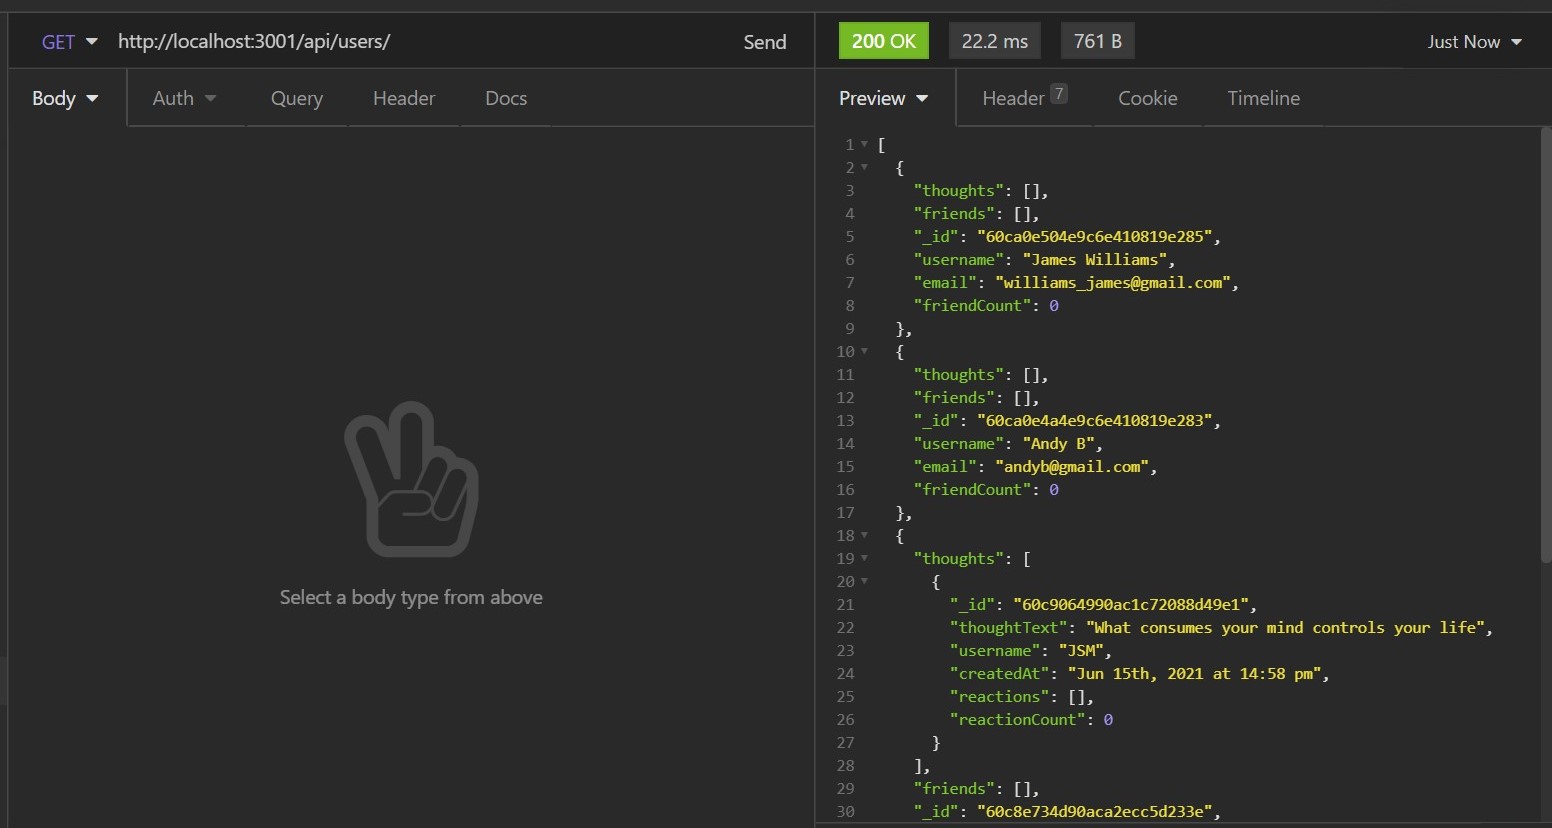 GET http://localhost:3001/api/users/ Send
200 OK 22.2 ms 761 B Just Now
Body Auth Query Header Docs
Preview Header 7 Cookie Timeline
Select a body type from above
1 [
2 {
3 "thoughts": [],
4 "friends": [],
5 "_id": "60ca0e504e9c6e410819e285",
6 "username": "James Williams",
7 "email": "williams_james@gmail.com",
8 "friendCount": 0
9 },
10 {
11 "thoughts": [],
12 "friends": [],
13 "_id": "60ca0e4a4e9c6e410819e283",
14 "username": "Andy B",
15 "email": "andyb@gmail.com",
16 "friendCount": 0
17 },
18 {
19 "thoughts": [
20 {
21 "_id": "60c9064990ac1c72088d49e1",
22 "thoughtText": "What consumes your mind controls your life",
23 "username": "JSM",
24 "createdAt": "Jun 15th, 2021 at 14:58 pm",
25 "reactions": [],
26 "reactionCount": 0
27 }
28 ],
29 "friends": [],
30 "_id": "60c8e734d90aca2ecc5d233e",